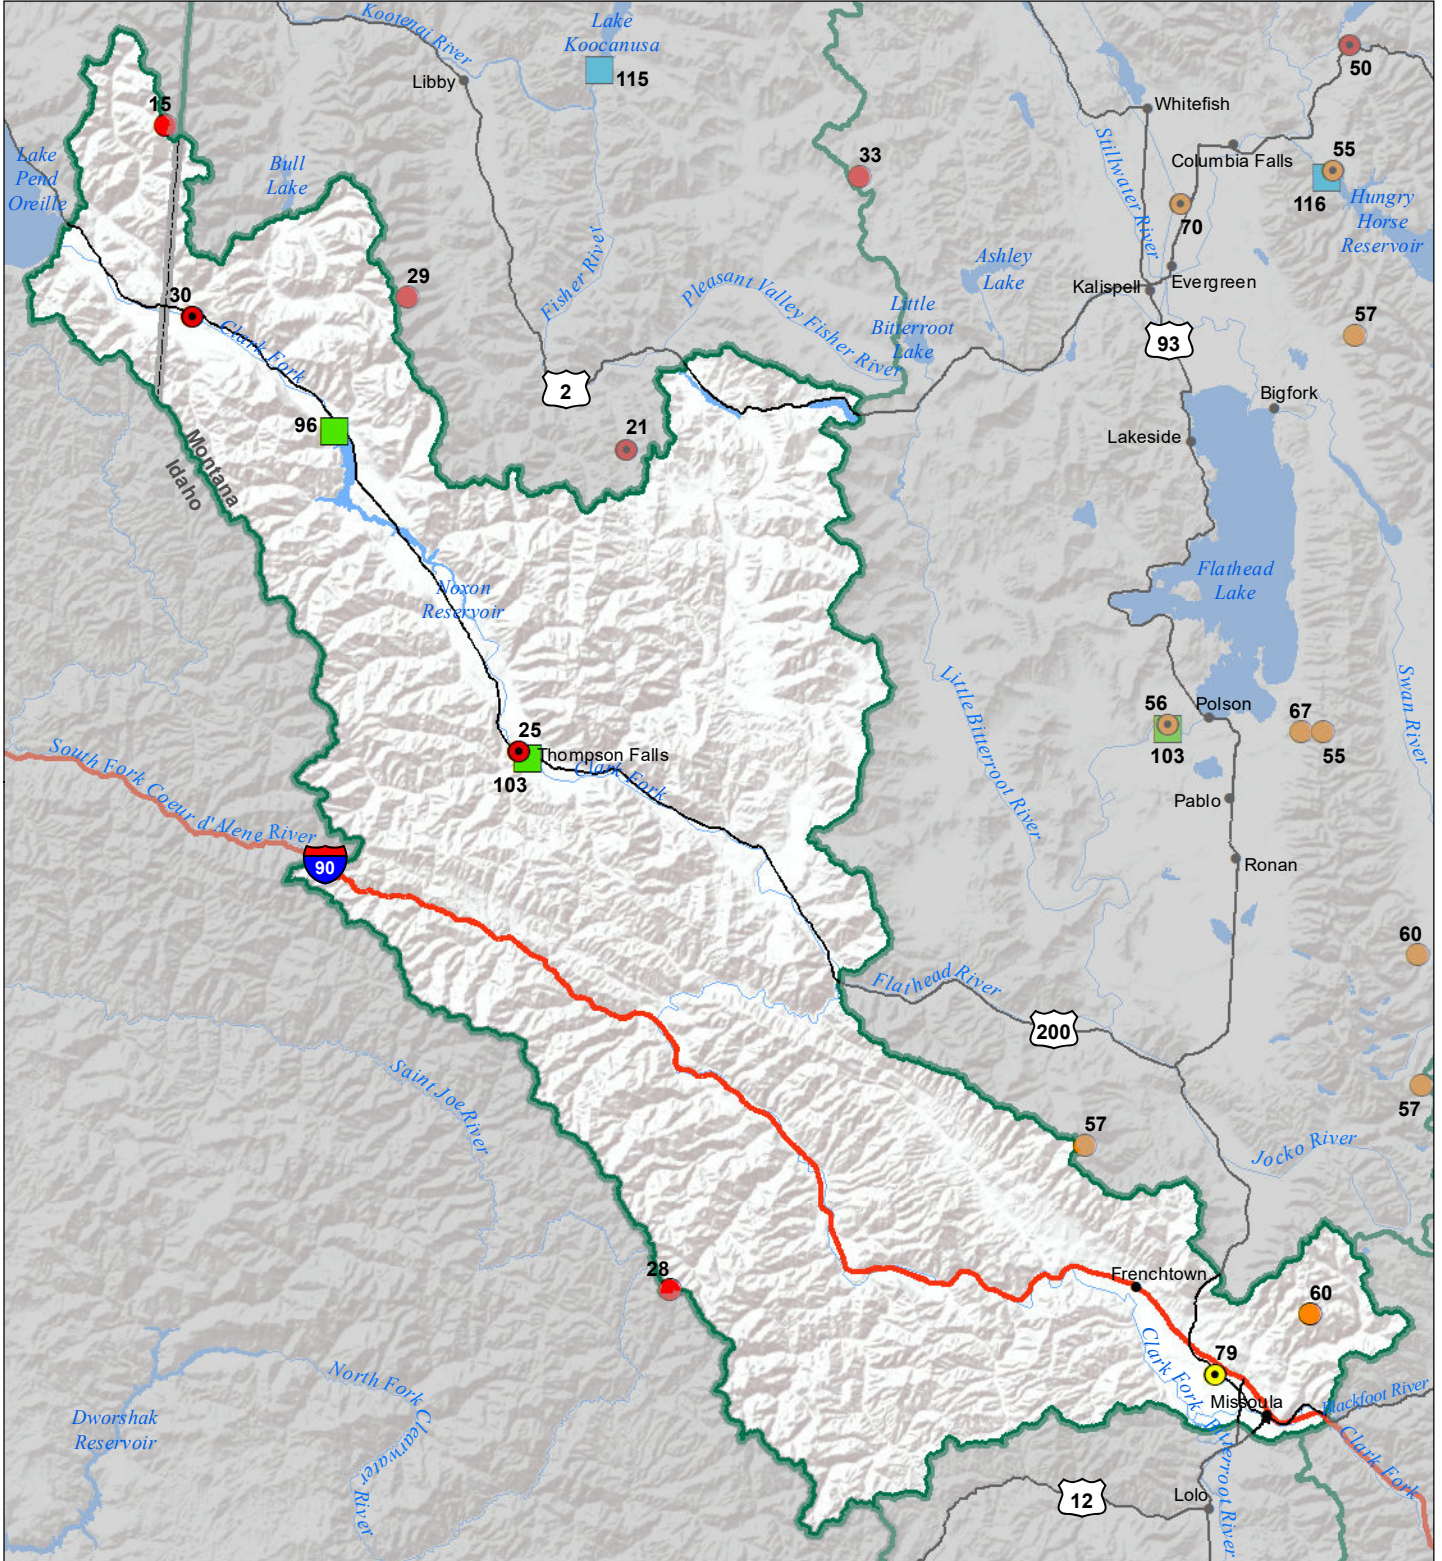 Kootenai River
Lake
Koocanusa
115
Libby
50
Whitefish
15
Stillwater River
Columbia Falls
55
33
Lake
Pend
Oreille
Bull
Lake
116
Hungry
Horse
Reservoir
70
Fisher River
Ashley
Lake
29
Pleasant Valley Fisher River
Evergreen
Kalispell
30
Little
Bitterroot
Lake
57
Clark Fork
93
2
Bigfork
96
21
Lakeside
Montana
Idaho
Noxon
Reservoir
Flathead
Lake
Swan River
Little Bitterroot River
56
Polson
67
25
Thompson Falls
103
55
South Fork Coeur d'Alene River
103
Clark Fork
Pablo
90
Ronan
60
Flathead River
200
Saint Joe River
57
57
Jocko River
28
Frenchtown
60
Clark Fork
79
North Fork Clearwater River
Missoula
Blackfoot River
Dworshak
Reservoir
Bitterroot River
Clark Fork
12
Lolo